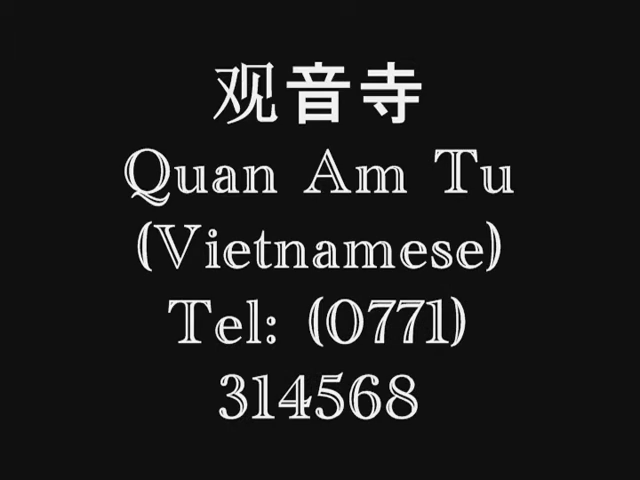 观音寺
Quan Am Tu
(Vietnamese)
Tel: (0771)
314568